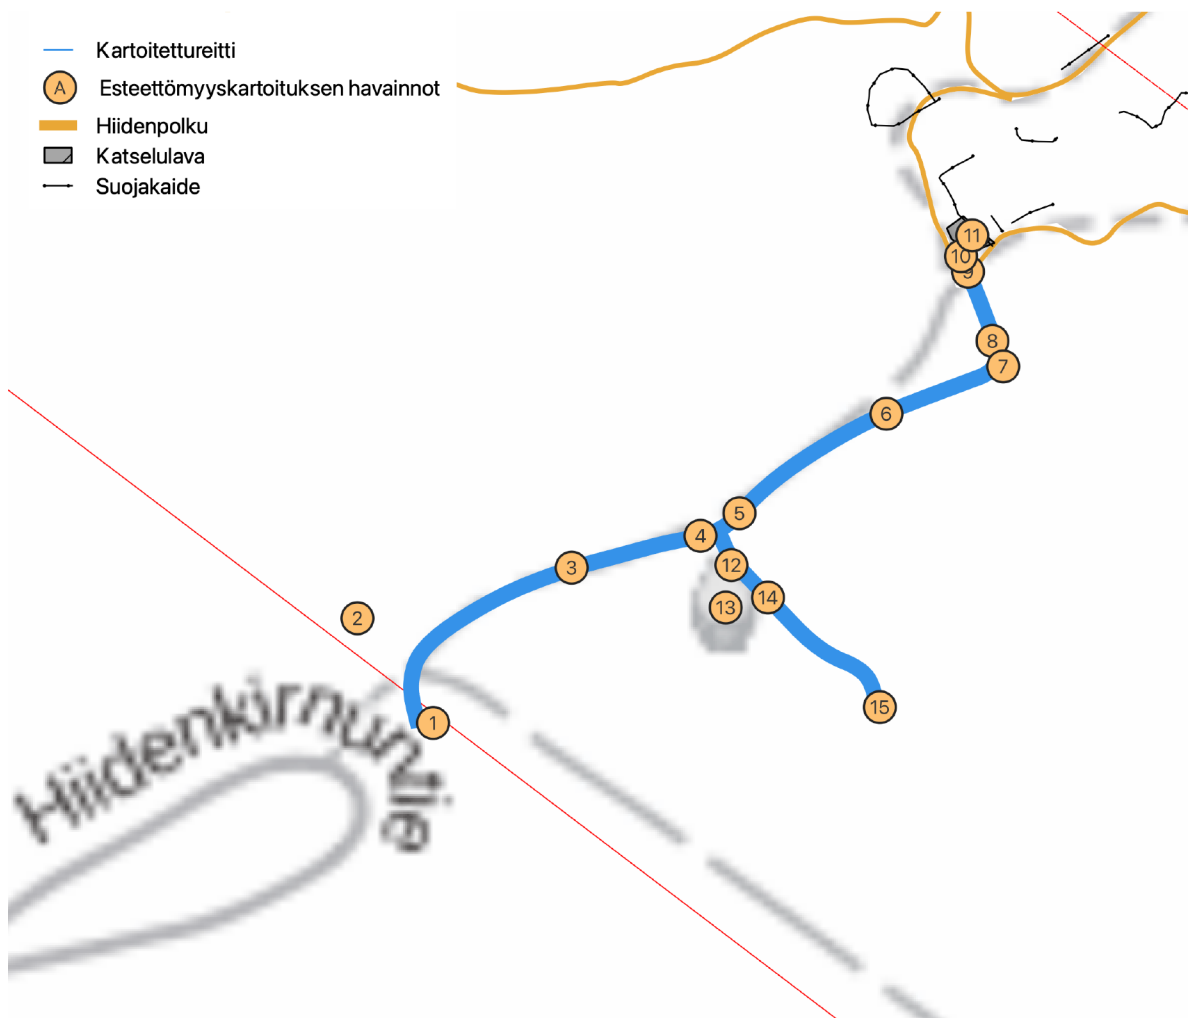 Kartoitettureitti
A Esteettömyyskartoituksen havainnot
Hiidenpolku
Katselulava
Suojakaide
11
10
9
8
7
6
5
4
3
12
14
13
2
15
1
Hiidenkirnuntie